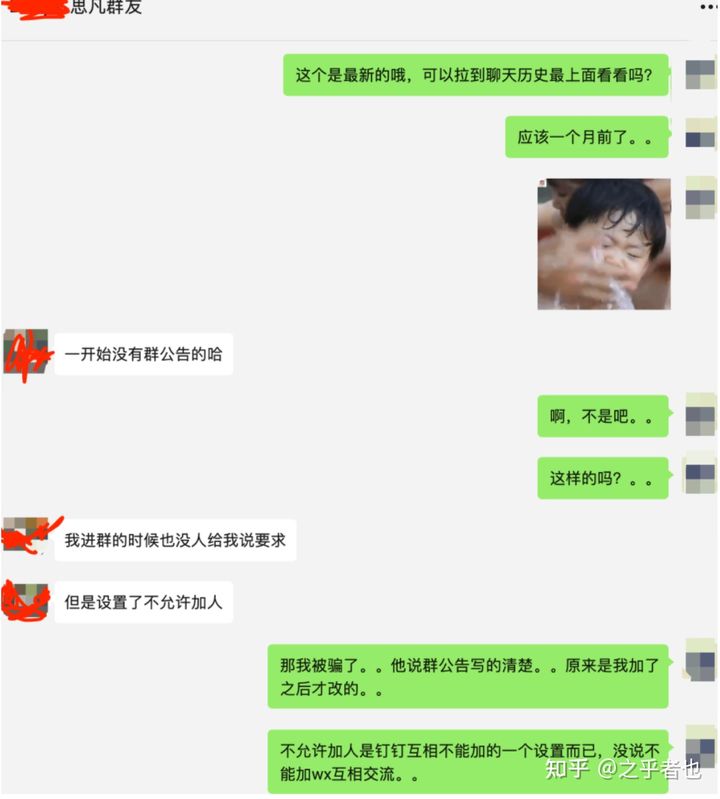 思凡群友
这个是最新的哦，可以拉到聊天历史最上面看看吗？
应该一个月前了。。
一开始没有群公告的哈
啊，不是吧。。
这样的吗？。。
我进群的时候也没人给我说要求
但是设置了不允许加人
那我被骗了。。他说群公告写的清楚。。原来是我加了
之后才改的。。
不允许加人是钉钉互相不能加的一个设置而已，没说不
能加wx互相交流。。
知乎 @之乎者也